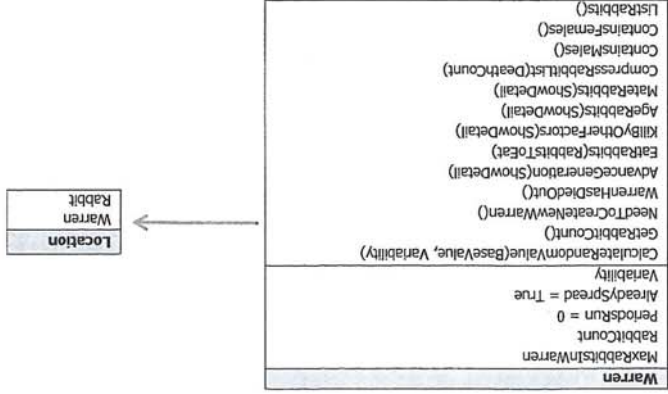 Warren
MaxRabbitsInWarren
RabbitCount
PeriodsRun = 0
AlreadySpread = True
Variability
CalculateRandomValue(BaseValue, Variability)
GetRabbitCount()
NeedToCreateNewWarren()
WarrenHasDiedOut()
AdvanceGeneration(ShowDetail)
EatRabbits(RabbitsToEat)
KillByOtherFactors(ShowDetail)
AgeRabbits(ShowDetail)
MateRabbits(ShowDetail)
CompressRabbitList(DeathCount)
ContainsMales()
ContainsFemales()
ListRabbits()
Location
Warren
Rabbit